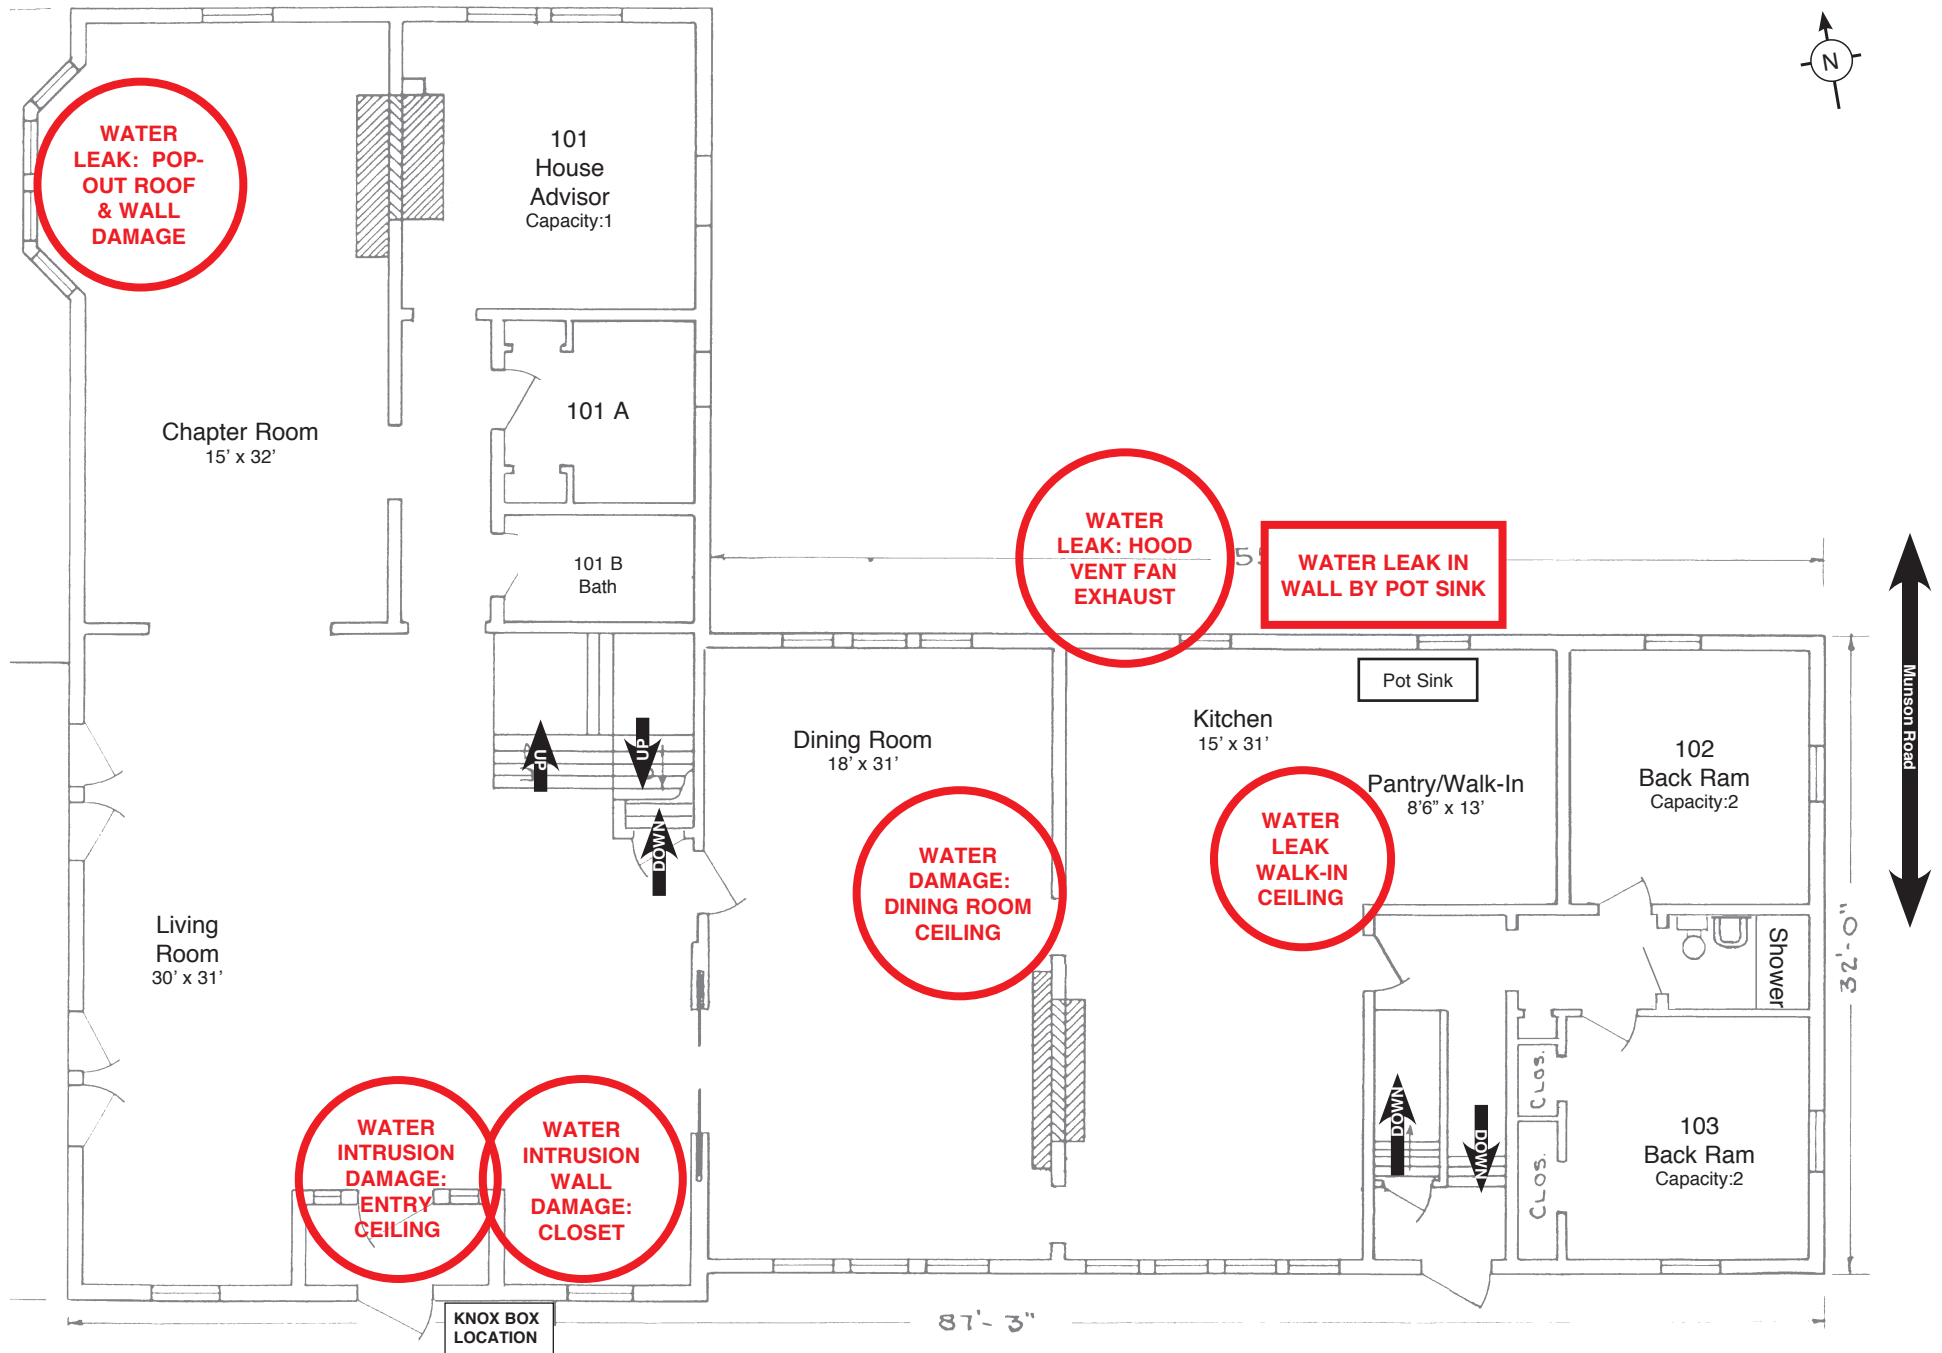 N
WATER
LEAK: POP-
OUT ROOF
& WALL
DAMAGE
101
House
Advisor
Capacity:1
101 A
Chapter Room
15' x 32'
101 B
Bath
WATER
LEAK: HOOD
VENT FAN
EXHAUST
WATER LEAK IN
WALL BY POT SINK
Pot Sink
UP
UP
DOWN
Dining Room
18' x 31'
Kitchen
15' x 31'
Pantry/Walk-In
8'6" x 13'
102
Back Ram
Capacity:2
Munson Road
WATER
DAMAGE:
DINING ROOM
CEILING
WATER
LEAK
WALK-IN
CEILING
Living
Room
30' x 31'
Shower
32'-0"
CLOS.
CLOS.
DOWN
DOWN
103
Back Ram
Capacity:2
WATER
INTRUSION
DAMAGE:
ENTRY
CEILING
WATER
INTRUSION
WALL
DAMAGE:
CLOSET
KNOX BOX
LOCATION
87'-3"